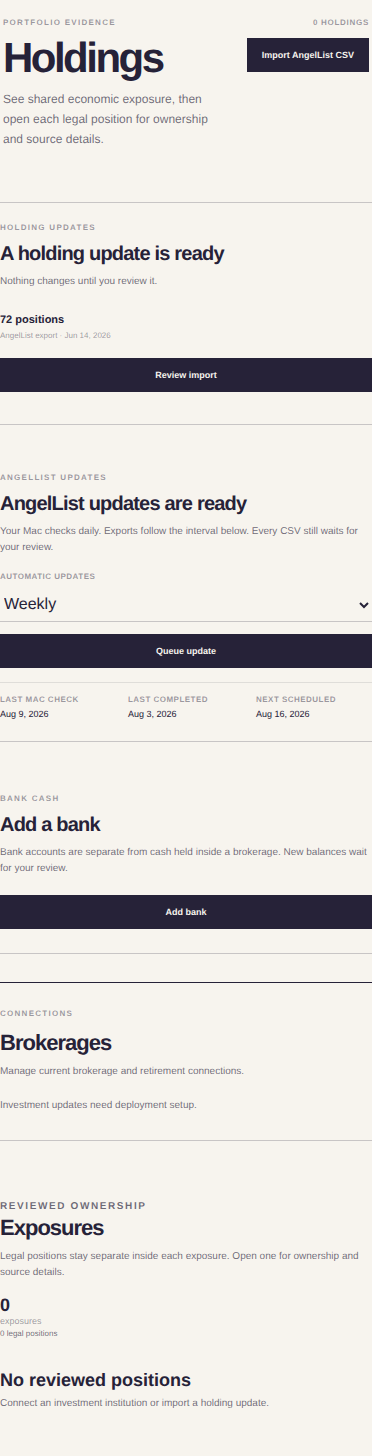 PORTFOLIO EVIDENCE
0 HOLDINGS
Holdings
Import AngelList CSV
See shared economic exposure, then
open each legal position for ownership
and source details.
HOLDING UPDATES
A holding update is ready
Nothing changes until you review it.
72 positions
AngelList export · Jun 14, 2026
Review import
ANGELLIST UPDATES
AngelList updates are ready
Your Mac checks daily. Exports follow the interval below. Every CSV still waits for
your review.
AUTOMATIC UPDATES
Weekly
Queue update
LAST MAC CHECK
Aug 9, 2026
LAST COMPLETED
Aug 3, 2026
NEXT SCHEDULED
Aug 16, 2026
BANK CASH
Add a bank
Bank accounts are separate from cash held inside a brokerage. New balances wait
for your review.
Add bank
CONNECTIONS
Brokerages
Manage current brokerage and retirement connections.
Investment updates need deployment setup.
REVIEWED OWNERSHIP
Exposures
Legal positions stay separate inside each exposure. Open one for ownership and
source details.
0
exposures
0 legal positions
No reviewed positions
Connect an investment institution or import a holding update.